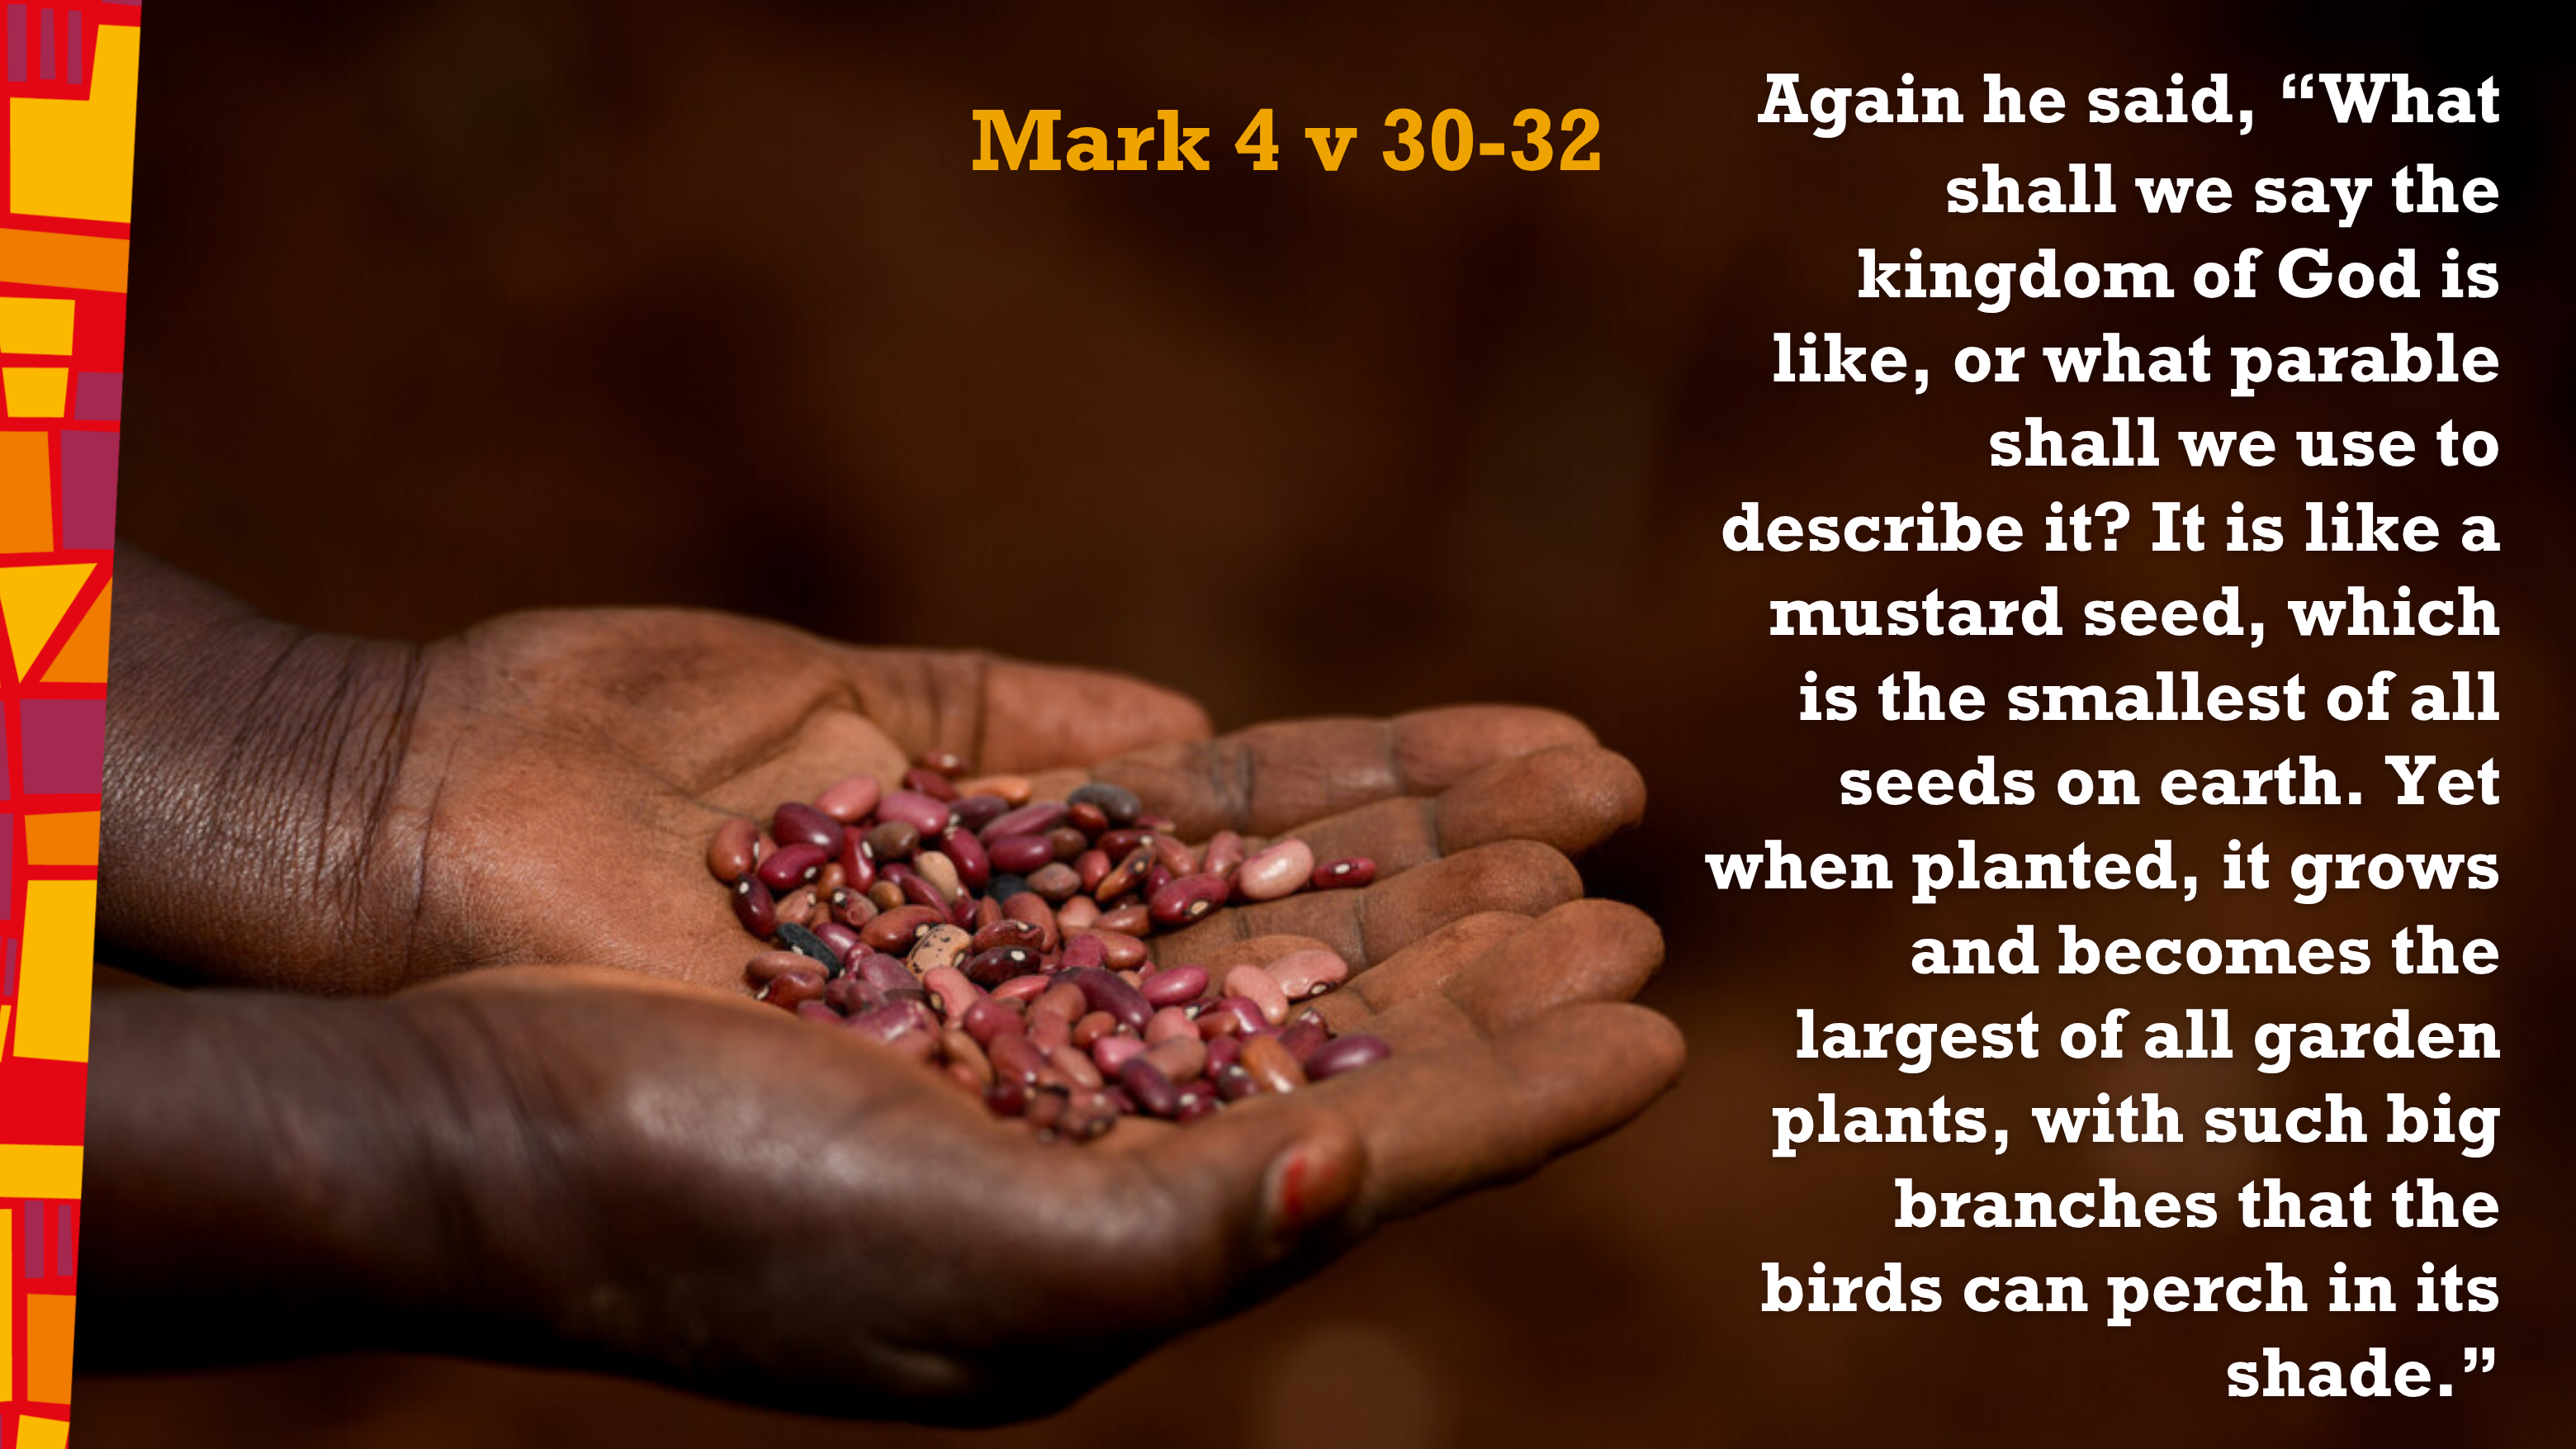 Mark 4 v 30-32
Again he said, “What
shall we say the
kingdom of God is
like, or what parable
shall we use to
describe it? It is like a
mustard seed, which
is the smallest of all
seeds on earth. Yet
when planted, it grows
and becomes the
largest of all garden
plants, with such big
branches that the
birds can perch in its
shade.”